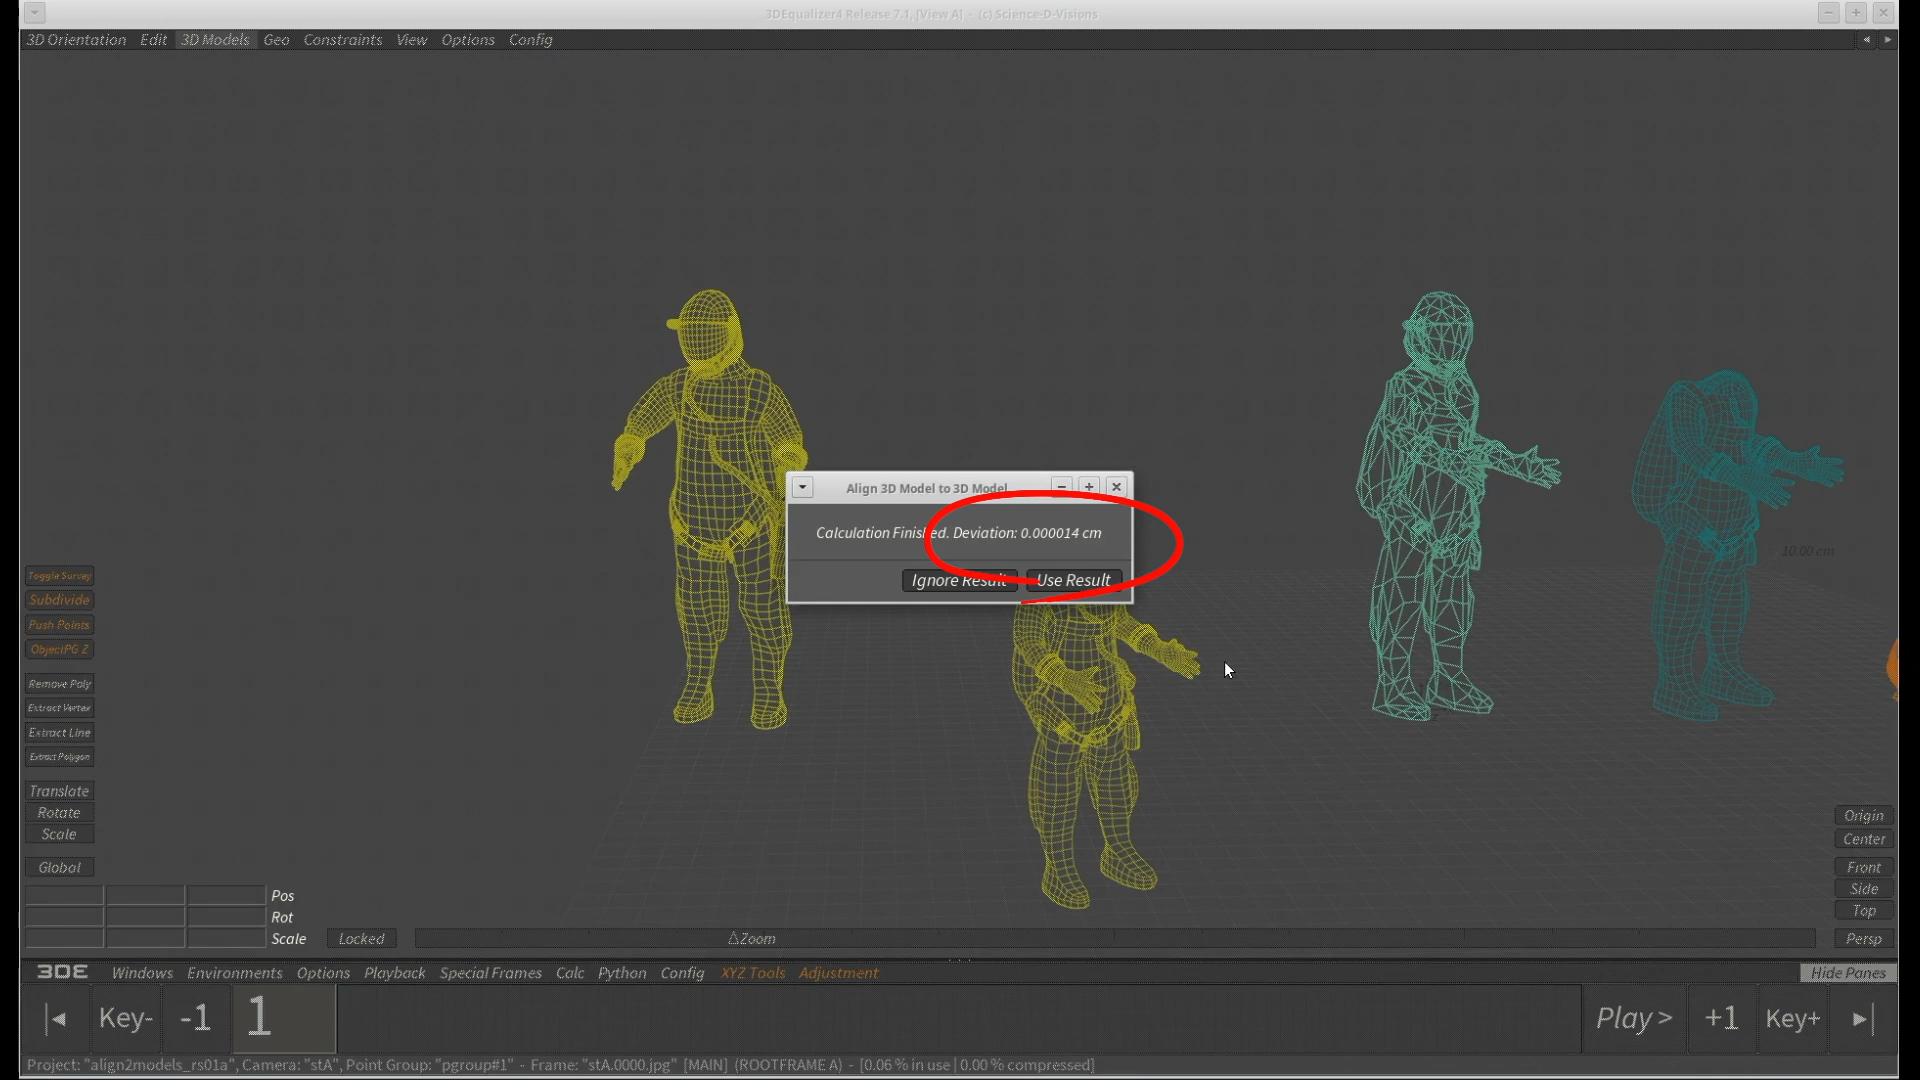 3DEqualizer4 Release 7.1, [View A] - (c) Science-D-Visions
3D Orientation Edit 3D Models Geo Constraints View Options Config
Align 3D Model to 3D Model
Calculation Finished. Deviation: 0.000014 cm
Ignore Result Use Result
10.00 cm
Toggle Survey
Subdivide
Push Points
ObjectPG Z
Remove Poly
Extract Vertex
Extract Line
Extract Polygon
Translate
Rotate
Scale
Global
Origin
Center
Front
Side
Top
Persp
Pos
Rot
Scale Locked △Zoom
3DE Windows Environments Options Playback Special Frames Calc Python Config XYZ Tools Adjustment Hide Panes
Key- -1 1 Play > +1 Key+
Project: "align2models_rs01a", Camera: "stA", Point Group: "pgroup#1" - Frame: "stA.0000.jpg" [MAIN] (ROOTFRAME A) - [0.06 % in use | 0.00 % compressed]